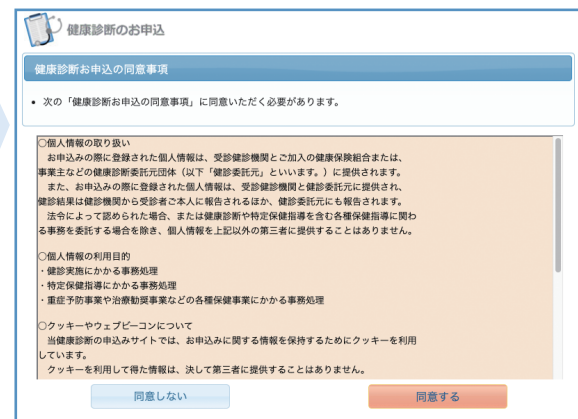 健康診断のお申込
健康診断お申込の同意事項
• 次の「健康診断お申込の同意事項」に同意いただく必要があります。
○個人情報の取り扱い
お申込みの際に登録された個人情報は、受診健診機関とご加入の健康保険組合または、
事業主などの健康診断委託元団体（以下「健診委託元」といいます。）に提供されます。
また、お申込みの際に登録された個人情報は、受診健診機関と健診委託元に提供され、
健診結果は健診機関から受診者ご本人に報告されるほか、健診委託元にも報告されます。
法令によって認められた場合、または健康診断や特定保健指導を含む各種保健指導に関わ
る事務を委託する場合を除き、個人情報を上記以外の第三者に提供することはありません。
○個人情報の利用目的
・健診実施にかかる事務処理
・特定保健指導にかかる事務処理
・重症予防事業や治療勧奨事業などの各種保健事業にかかる事務処理
○クッキーやウェブビーコンについて
当健康診断の申込みサイトでは、お申込みに関する情報を保持するためにクッキーを利用
しています。
クッキーを利用して得た情報は、決して第三者に提供することはありません。
同意しない
同意する